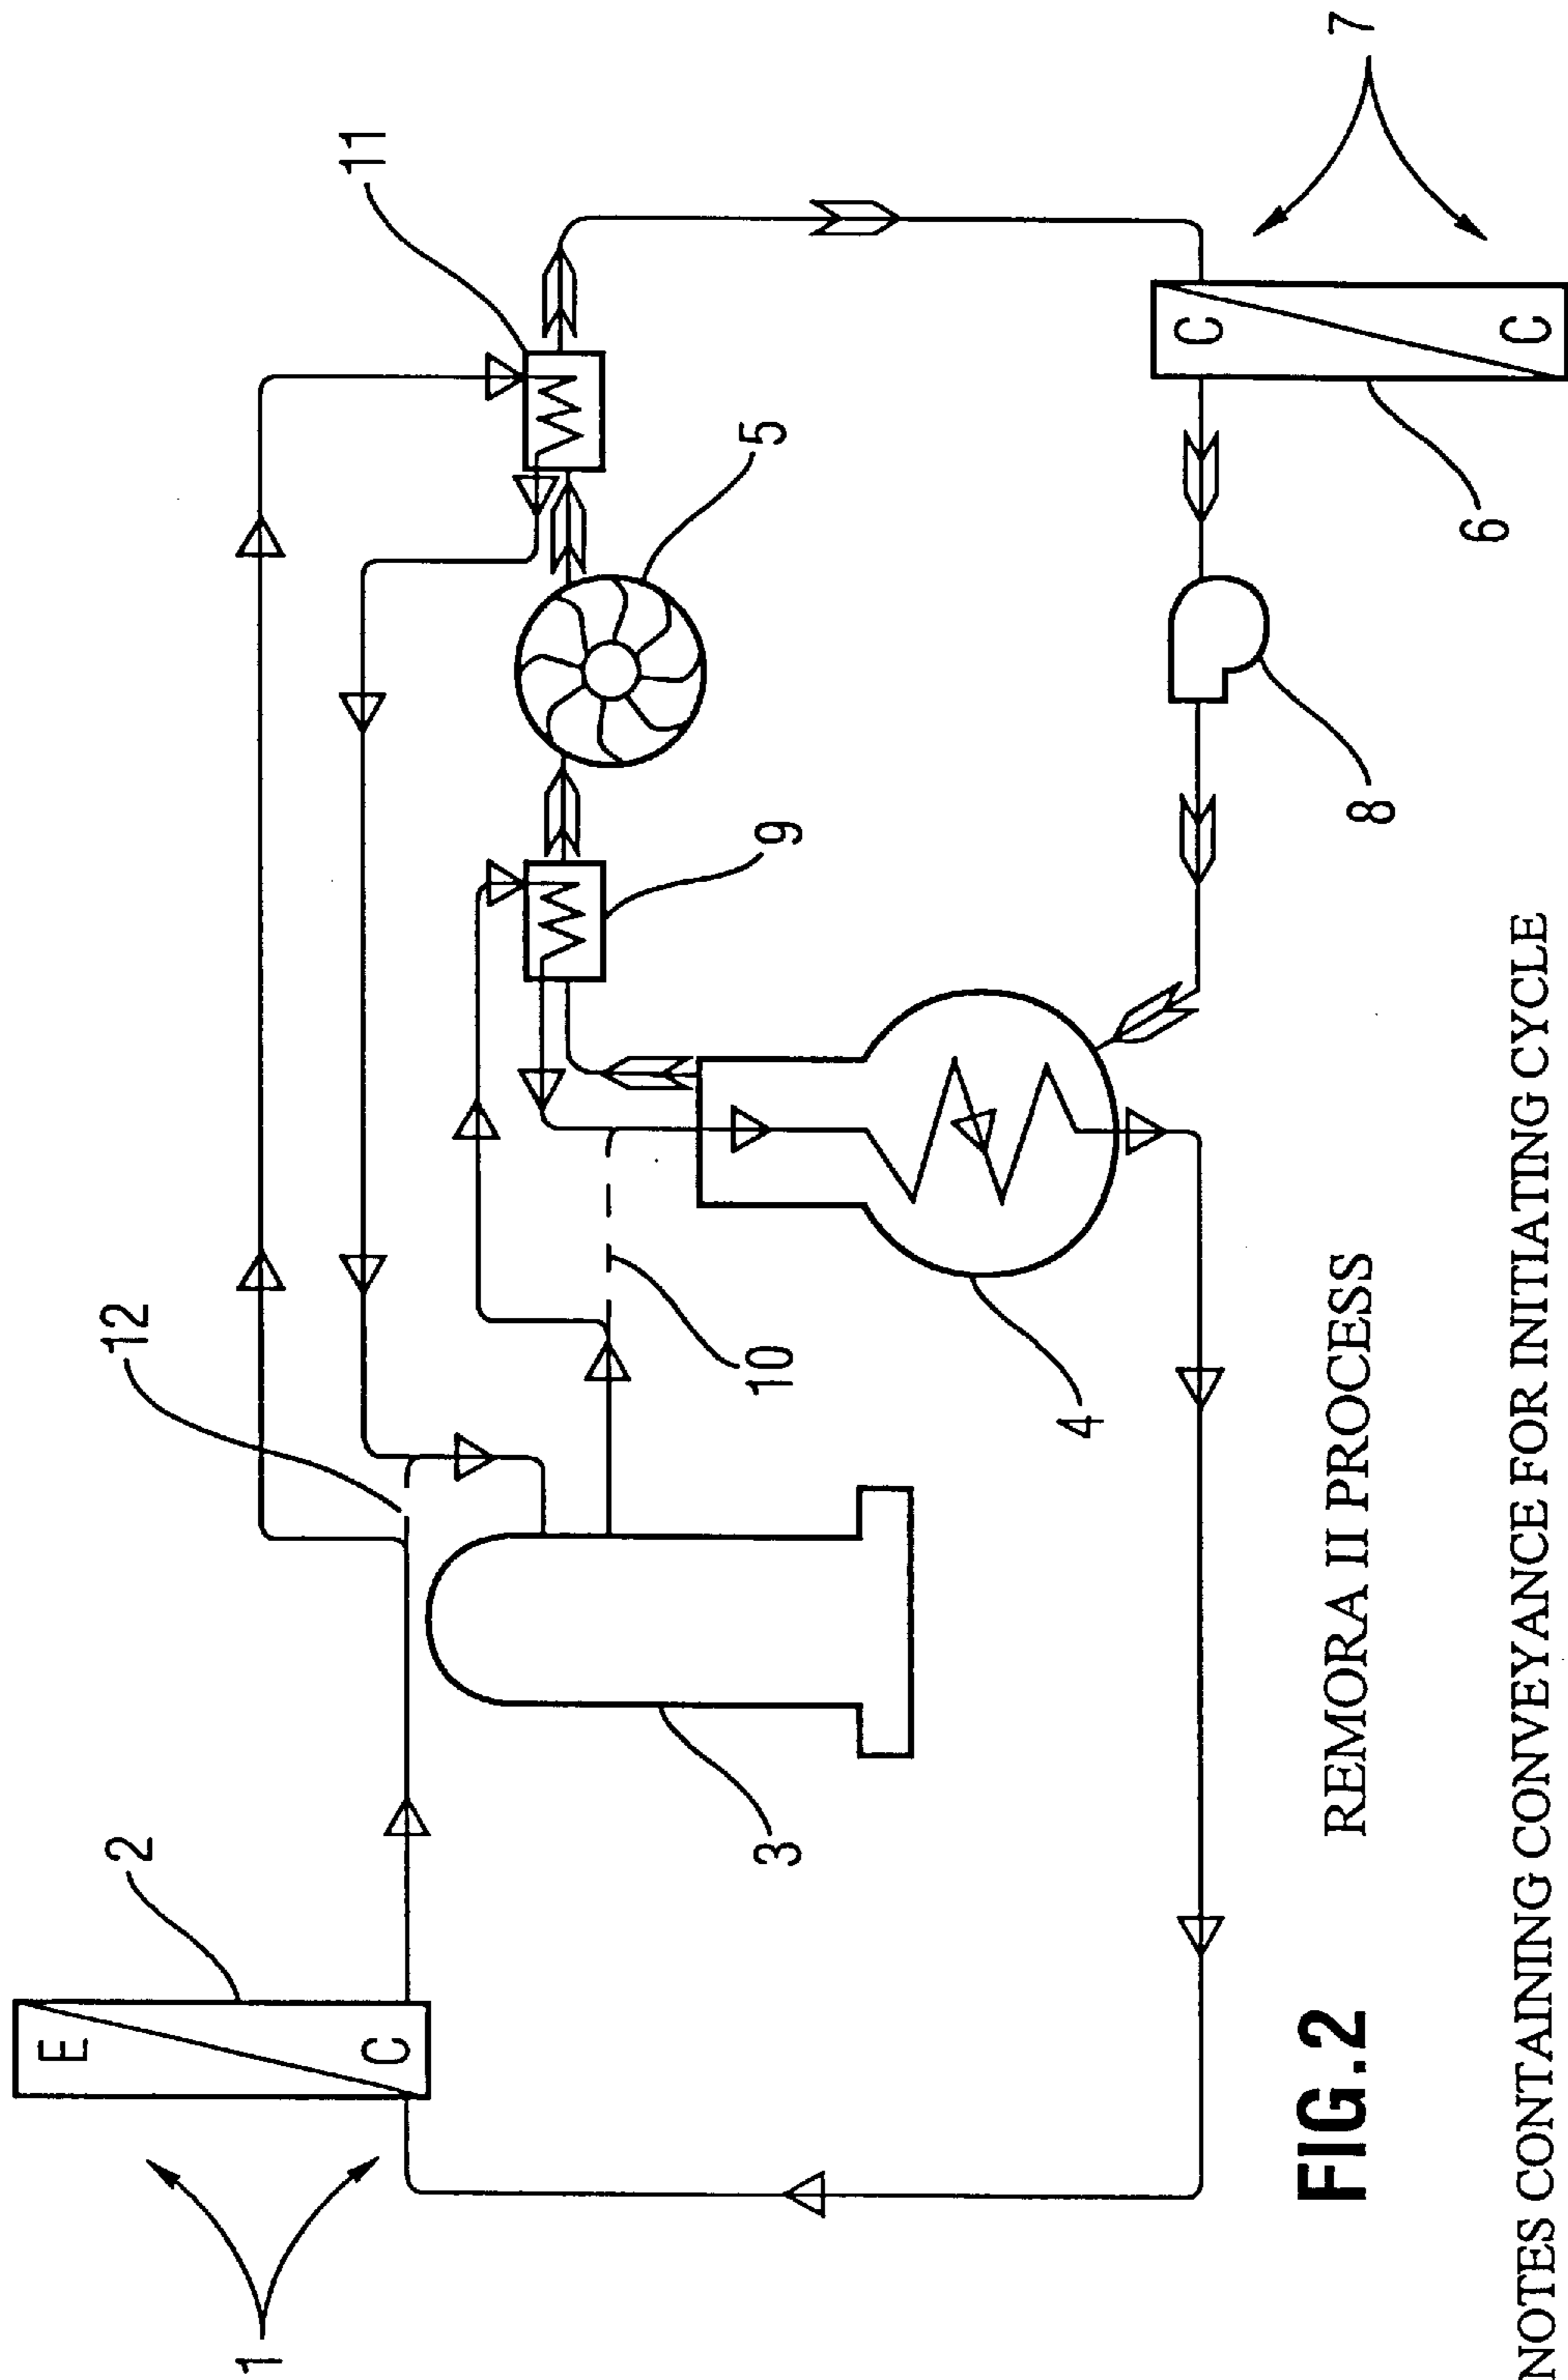 E
2
12
1
11
C
3
10
9
5
4
C
7
8
FIG.2
REMORA II PROCESS
6
C
NOTES CONTAINING CONVEYANCE FOR INITIATING CYCLE